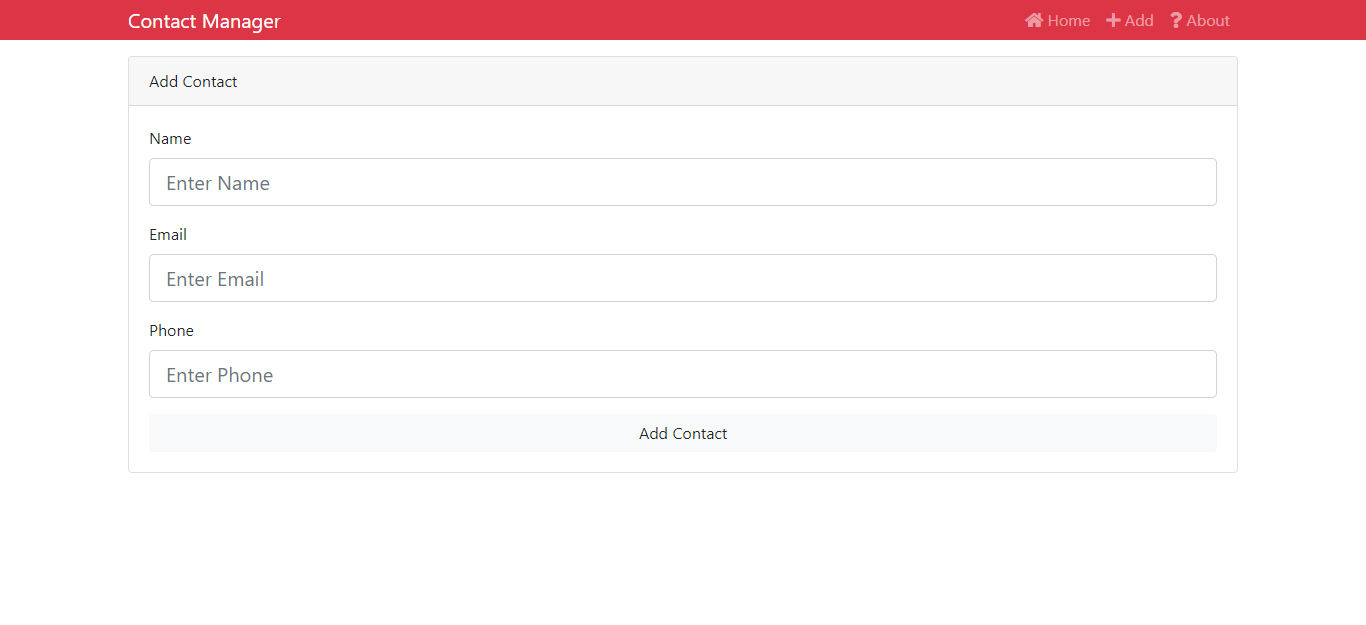 Contact Manager Home Add About
Add Contact
Name
Enter Name
Email
Enter Email
Phone
Enter Phone
Add Contact